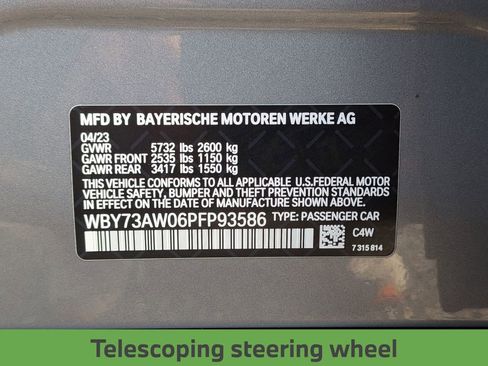 MFD BY BAYERISCHE MOTOREN WERKE AG
04/23
GVWR 5732 lbs 2600 kg
GAWR FRONT 2535 lbs 1150 kg
GAWR REAR 3417 lbs 1550 kg
THIS VEHICLE CONFORMS TO ALL APPLICABLE U.S.FEDERAL MOTOR
VEHICLE SAFETY, BUMPER AND THEFT PREVENTION STANDARDS
IN EFFECT ON THE DATE OF MANUFACTURE SHOWN ABOVE.
WBY73AW06PFP93586 TYPE: PASSENGER CAR
C4W
7 315 814
Telescoping steering wheel